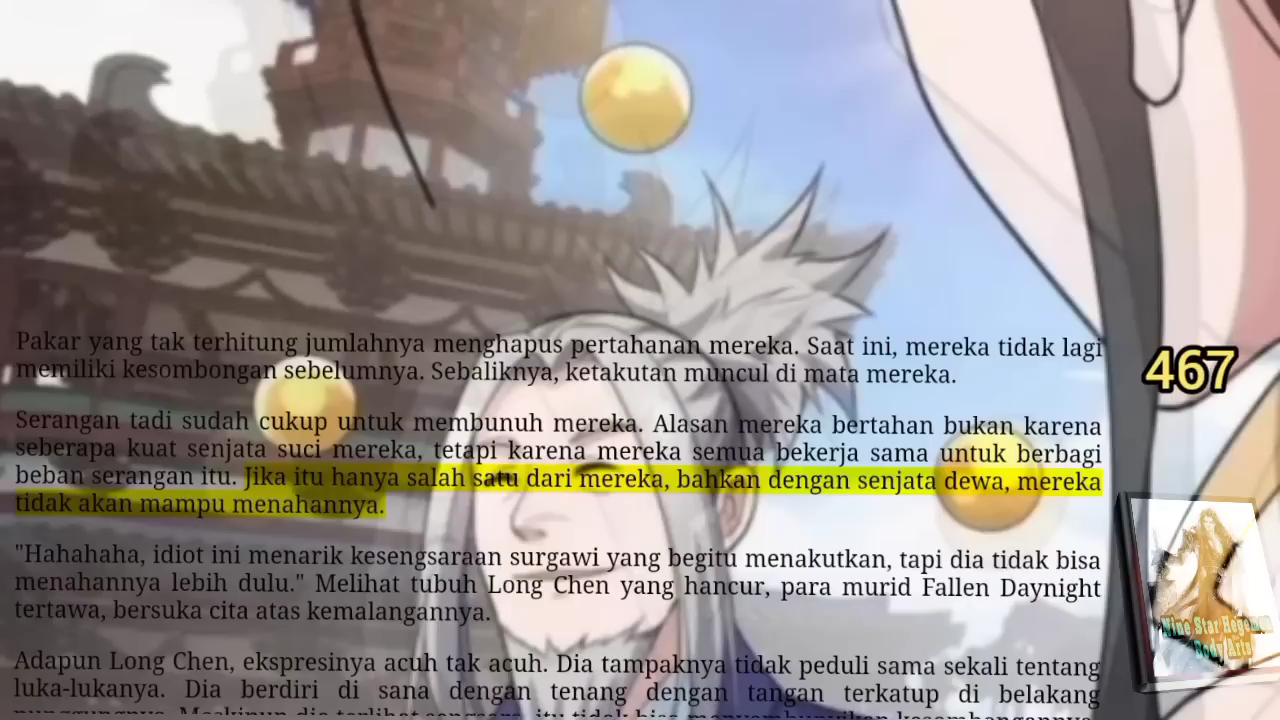 Pakar yang tak terhitung jumlahnya menghapus pertahanan mereka. Saat ini, mereka tidak lagi
memiliki kesombongan sebelumnya. Sebaliknya, ketakutan muncul di mata mereka.
Serangan tadi sudah cukup untuk membunuh mereka. Alasan mereka bertahan bukan karena
seberapa kuat senjata suci mereka, tetapi karena mereka semua bekerja sama untuk berbagi
beban serangan itu. Jika itu hanya salah satu dari mereka, bahkan dengan senjata dewa, mereka
tidak akan mampu menahannya.
"Hahahaha, idiot ini menarik kesengsaraan surgawi yang begitu menakutkan, tapi dia tidak bisa
menahannya lebih dulu." Melihat tubuh Long Chen yang hancur, para murid Fallen Daynight
tertawa, bersuka cita atas kemalangannya.
Adapun Long Chen, ekspresinya acuh tak acuh. Dia tampaknya tidak peduli sama sekali tentang
luka-lukanya. Dia berdiri di sana dengan tenang dengan tangan terkatup di belakang
467
Nine Star Hegemon
Body Arts